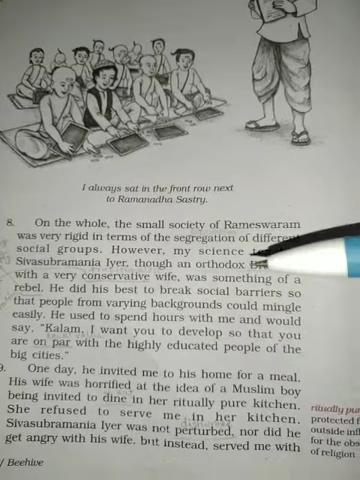 I always sat in the front row next
to Ramanadha Sastry.
8. On the whole, the small society of Rameswaram
was very rigid in terms of the segregation of different
social groups. However, my science
Sivasubramania Iyer, though an orthodox
with a very conservative wife, was something of a
rebel. He did his best to break social barriers so
that people from varying backgrounds could mingle
easily. He used to spend hours with me and would
say, "Kalam, I want you to develop so that you
are on par with the highly educated people of the
big cities."
9. One day, he invited me to his home for a meal.
His wife was horrified at the idea of a Muslim boy
being invited to dine in her ritually pure kitchen.
She refused to serve me in her kitchen.
Sivasubramania Iyer was not perturbed, nor did he
get angry with his wife, but instead, served me with
ritually pur
protected f
outside infl
for the obs
of religion
/ Beehive